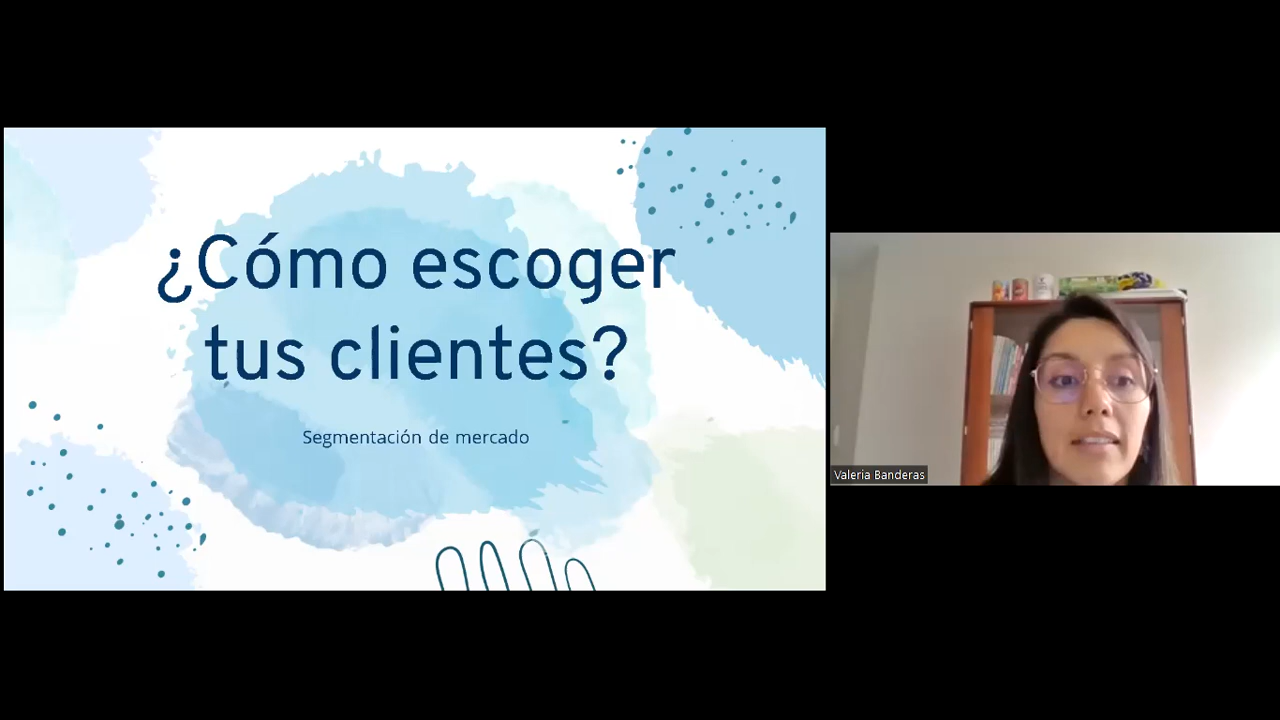 ¿Cómo escoger
tus clientes?
Segmentación de mercado
Valeria Banderas